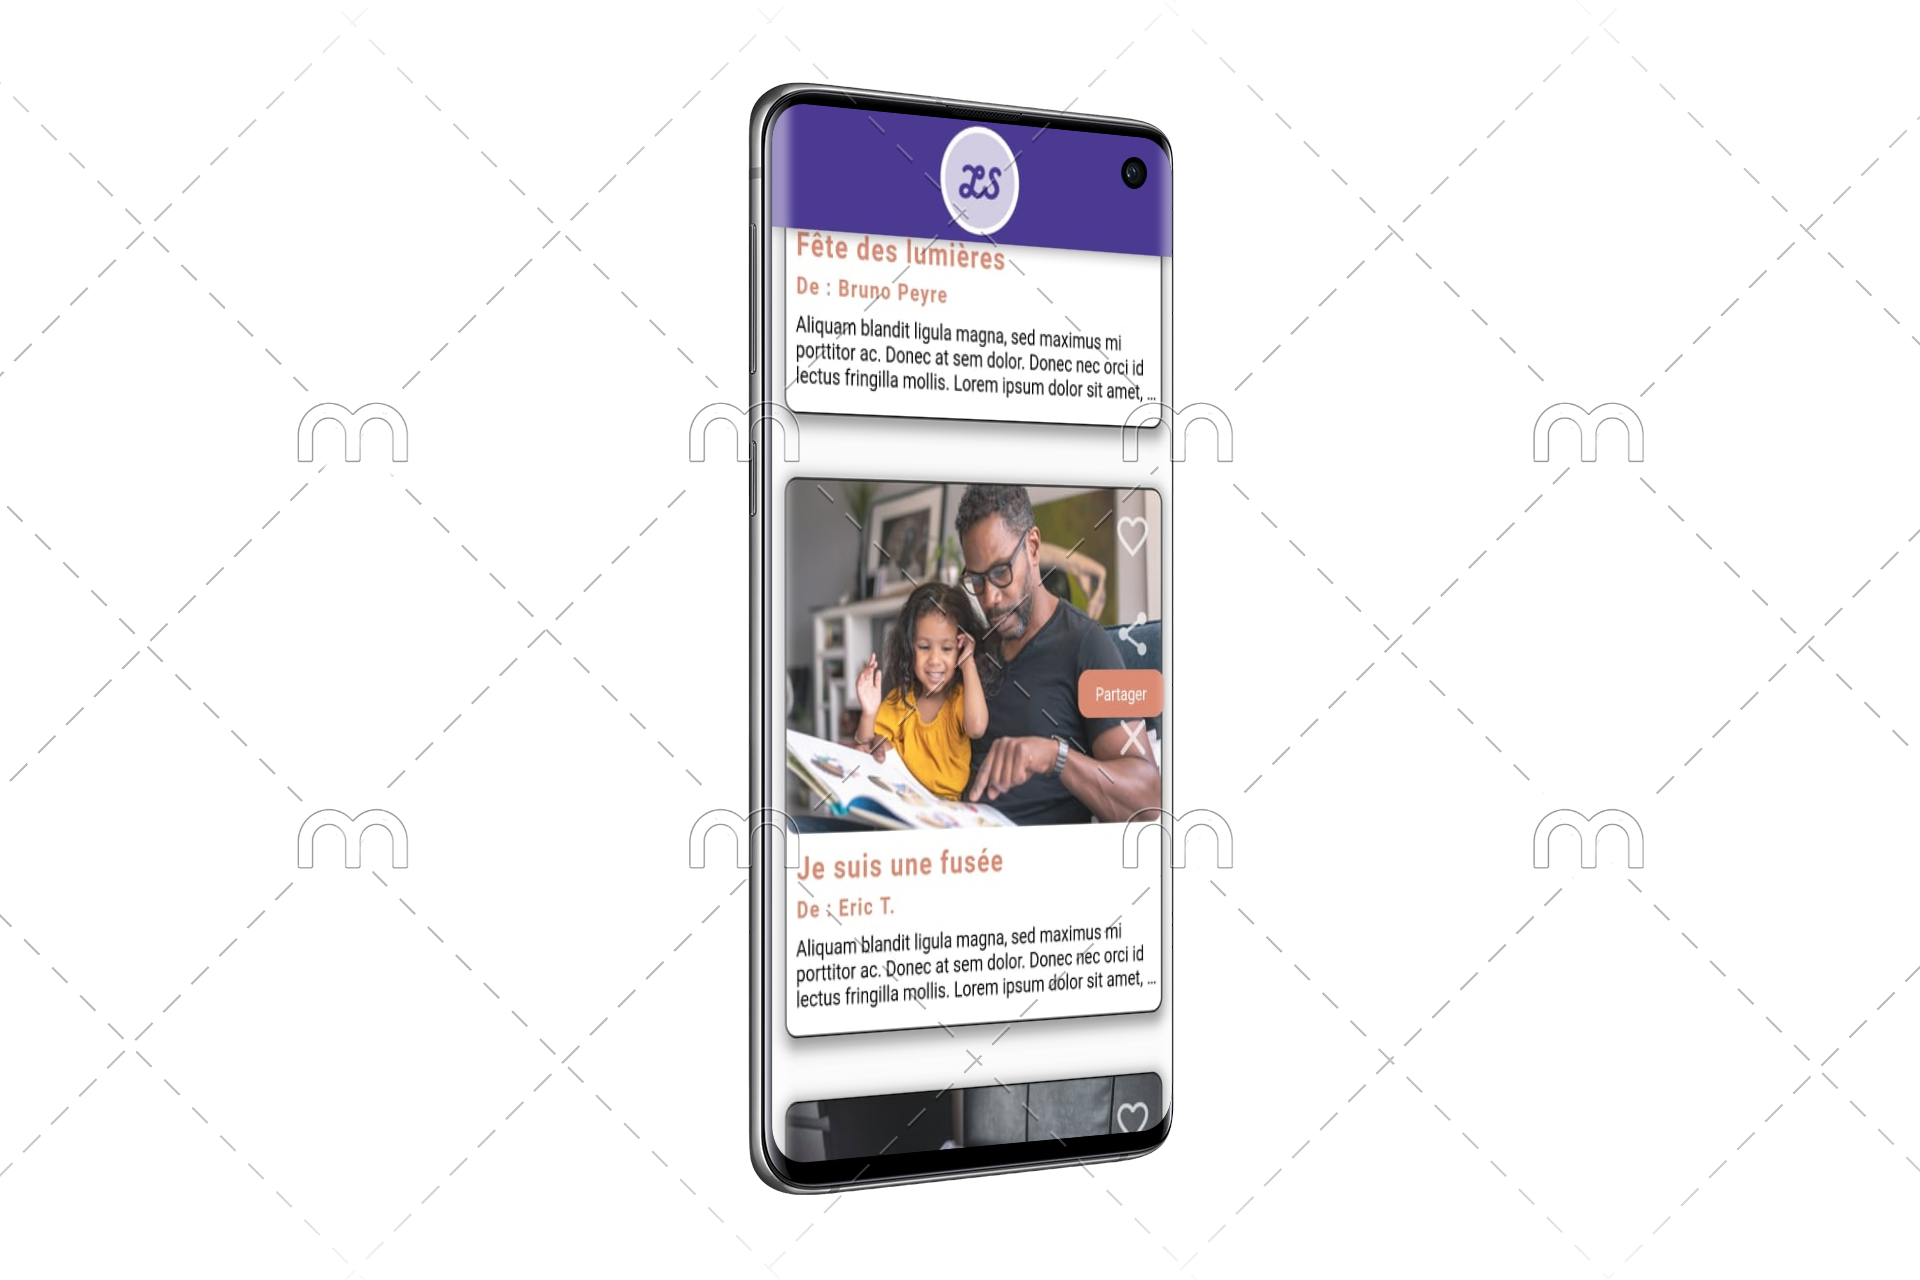 LS
Fête des lumières
De : Bruno Peyre
Aliquam blandit ligula magna, sed maximus mi
porttitor ac. Donec at sem dolor. Donec nec orci id
lectus fringilla mollis. Lorem ipsum dolor sit amet, ...
Partager
Je suis une fusée
De : Eric T.
Aliquam blandit ligula magna, sed maximus mi
porttitor ac. Donec at sem dolor. Donec nec orci id
lectus fringilla mollis. Lorem ipsum dolor sit amet, ...
m m m m
m m m m